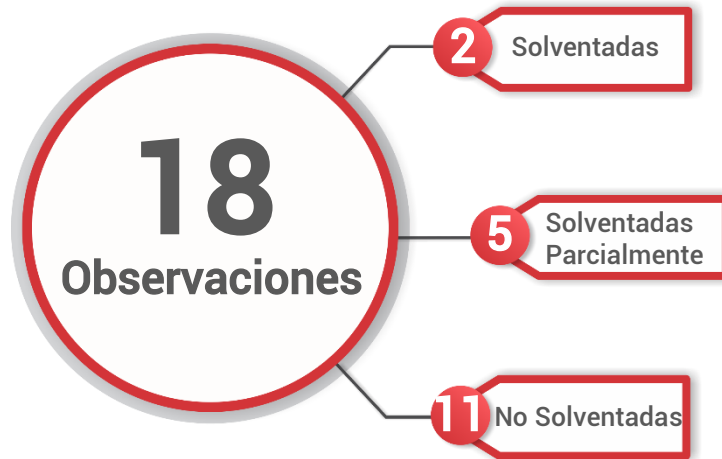 18
Observaciones
2
Solventadas
5
Solventadas
Parcialmente
11
No Solventadas